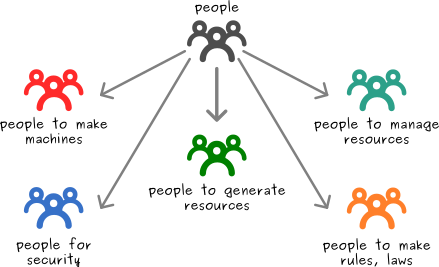 people
people to make
machines
people to manage
resources
people to generate
resources
people for
security
people to make
rules, laws